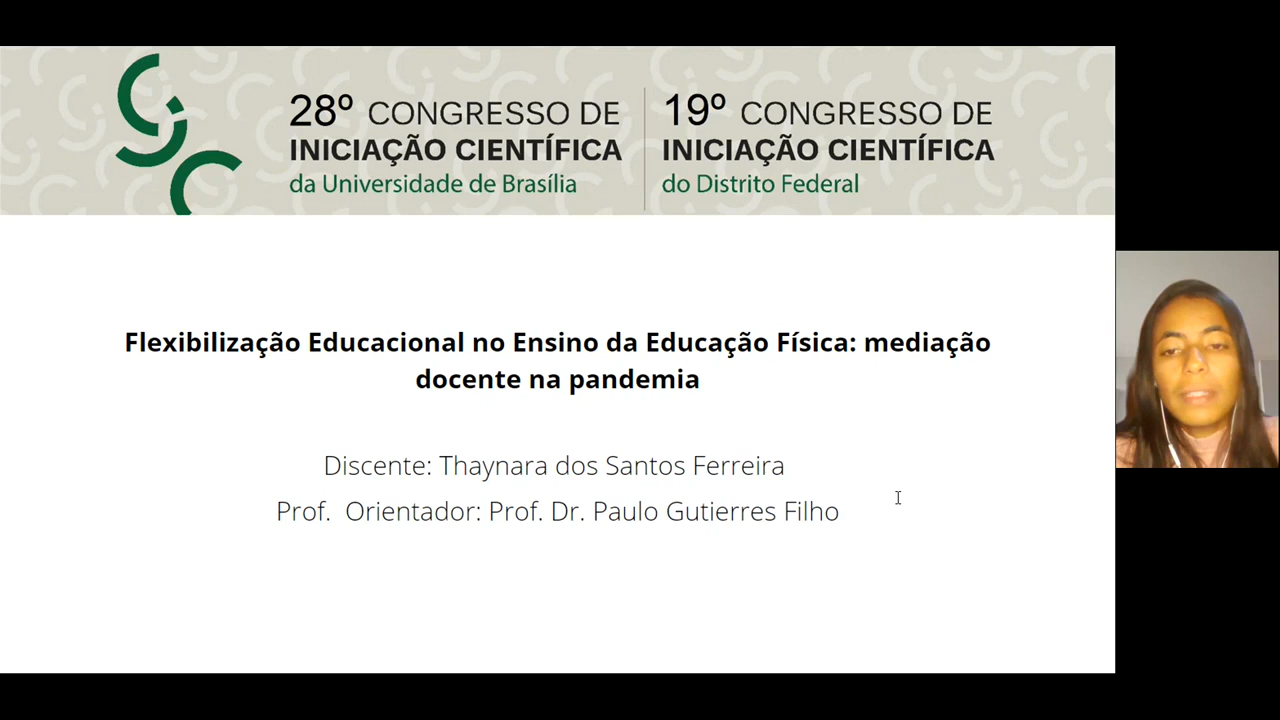 28º CONGRESSO DE
INICIAÇÃO CIENTÍFICA
da Universidade de Brasília
19º CONGRESSO DE
INICIAÇÃO CIENTÍFICA
do Distrito Federal
Flexibilização Educacional no Ensino da Educação Física: mediação
docente na pandemia
Discente: Thaynara dos Santos Ferreira
Prof.  Orientador: Prof. Dr. Paulo Gutierres Filho